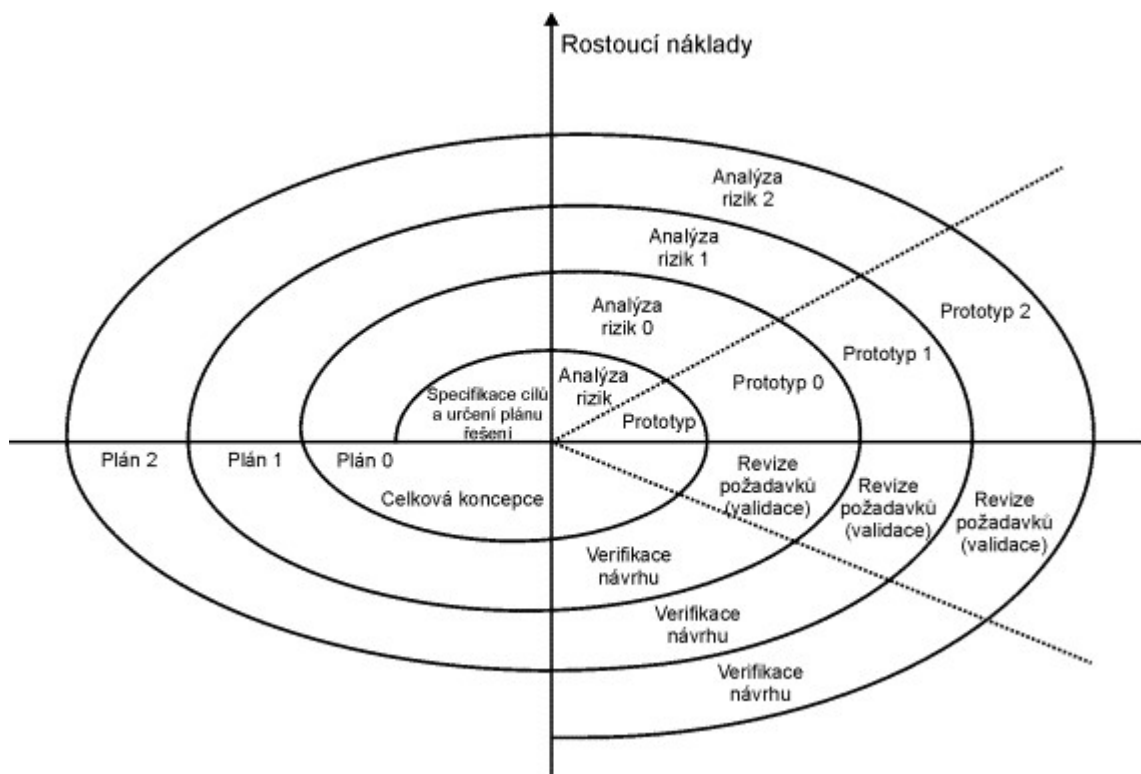 Rostoucí náklady
Analýza
rizik 2
Analýza
rizik 1
Analýza
rizik 0
Analýza
rizik
Specifikace cílů
a určení plánu
řešení
Prototyp
Prototyp 0
Prototyp 1
Prototyp 2
Plán 2
Plán 1
Plán 0
Celková koncepce
Revize
požadavků
(validace)
Revize
požadavků
(validace)
Revize
požadavků
(validace)
Verifikace
návrhu
Verifikace
návrhu
Verifikace
návrhu